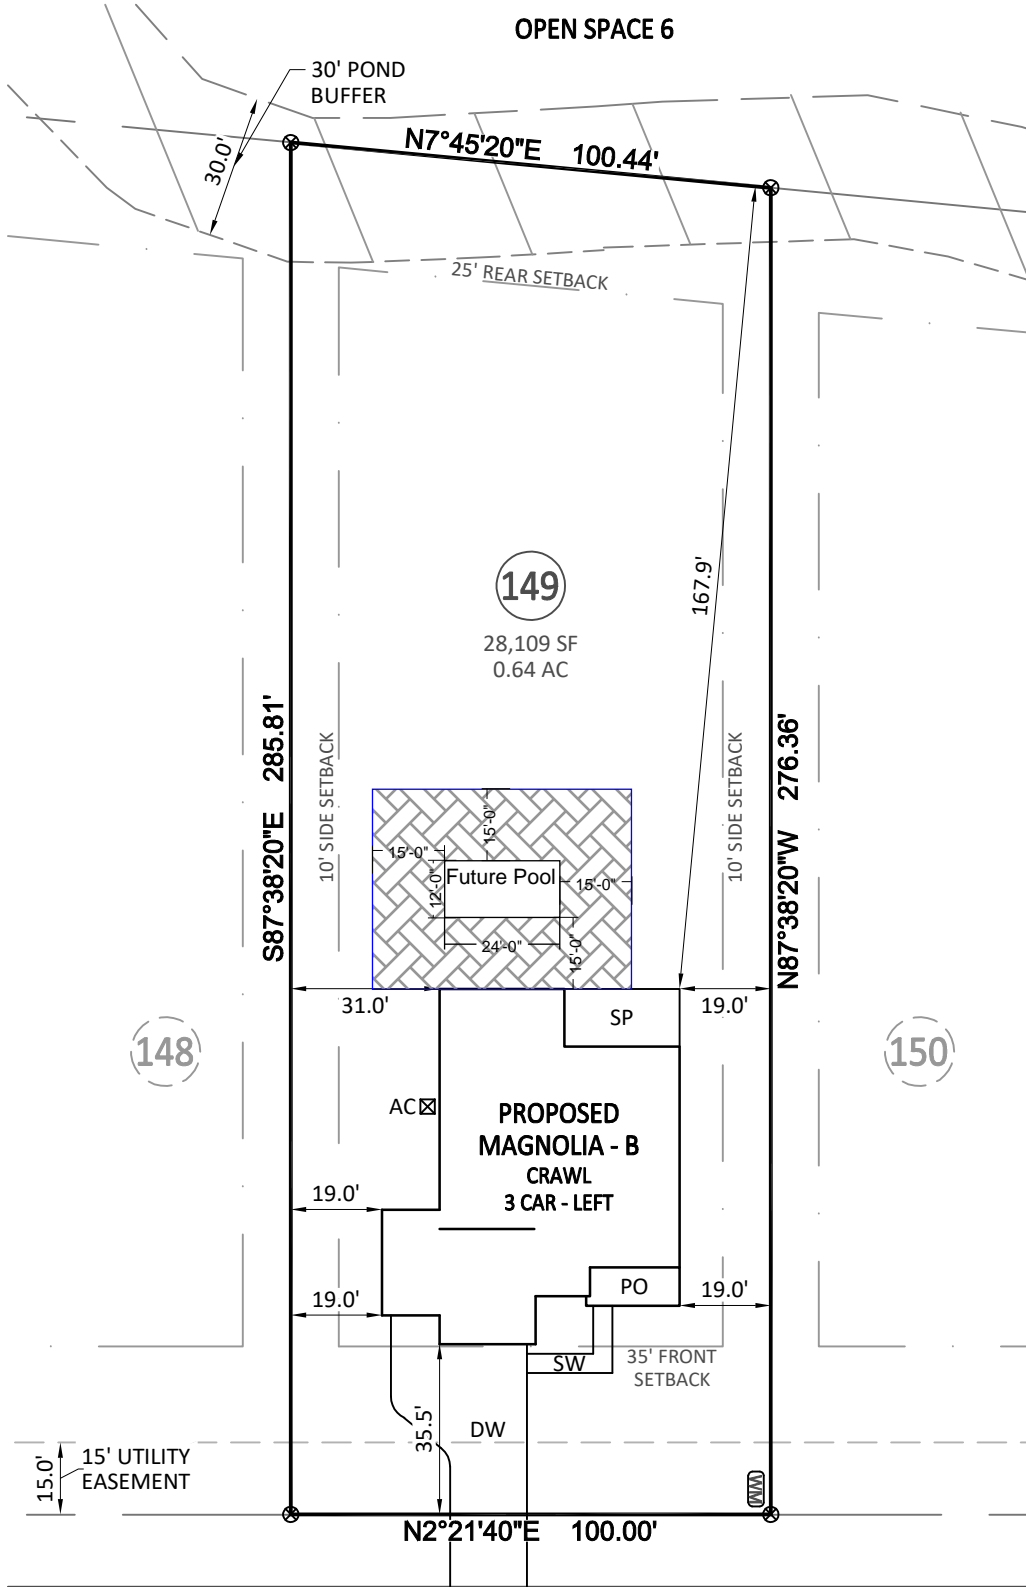 OPEN SPACE 6
30' POND
BUFFER
30.0'
N7°45'20"E 100.44'
25' REAR SETBACK
167.9'
149
28,109 SF
0.64 AC
S87°38'20"E 285.81'
10' SIDE SETBACK
10' SIDE SETBACK
N87°38'20"W 276.36'
15'-0"
15'-0"
12'-0"
Future Pool
15'-0"
24'-0"
15'-0"
31.0'
SP
19.0'
148
150
AC
PROPOSED
MAGNOLIA - B
CRAWL
3 CAR - LEFT
19.0'
19.0'
PO
19.0'
SW
35' FRONT
SETBACK
35.5'
DW
15.0'
15' UTILITY
EASEMENT
WM
N2°21'40"E 100.00'